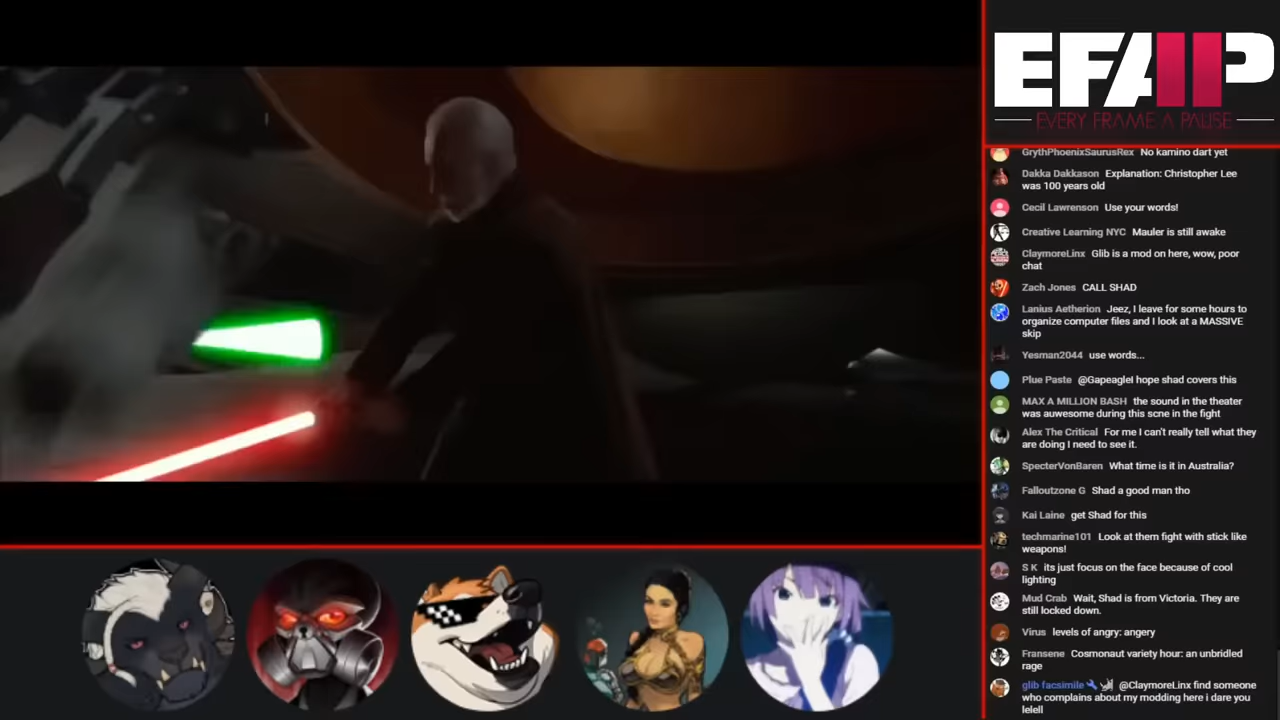 EFAP
EVERY FRAME A PAUSE
GrythPhoenixSaurusRex No kamino dart yet
Dakka Dakkason Explanation: Christopher Lee
was 100 years old
Cecil Lawrenson Use your words!
Creative Learning NYC Mauler is still awake
ClaymoreLinx Glib is a mod on here, wow, poor
chat
Zach Jones CALL SHAD
Lanius Aetherion Jeez, I leave for some hours to
organize computer files and I look at a MASSIVE
skip
Yesman2044 use words...
Plue Paste @Gapeaglel hope shad covers this
MAX A MILLION BASH the sound in the theater
was auwesome during this scne in the fight
Alex The Critical For me I can't really tell what they
are doing I need to see it.
SpecterVonBaren What time is it in Australia?
Falloutzone G Shad a good man tho
Kai Laine get Shad for this
techmarine101 Look at them fight with stick like
weapons!
S K its just focus on the face because of cool
lighting
Mud Crab Wait, Shad is from Victoria. They are
still locked down.
Virus levels of angry: angery
Fransene Cosmonaut variety hour: an unbridled
rage
glib facsimile @ClaymoreLinx find someone
who complains about my modding here i dare you
lelell